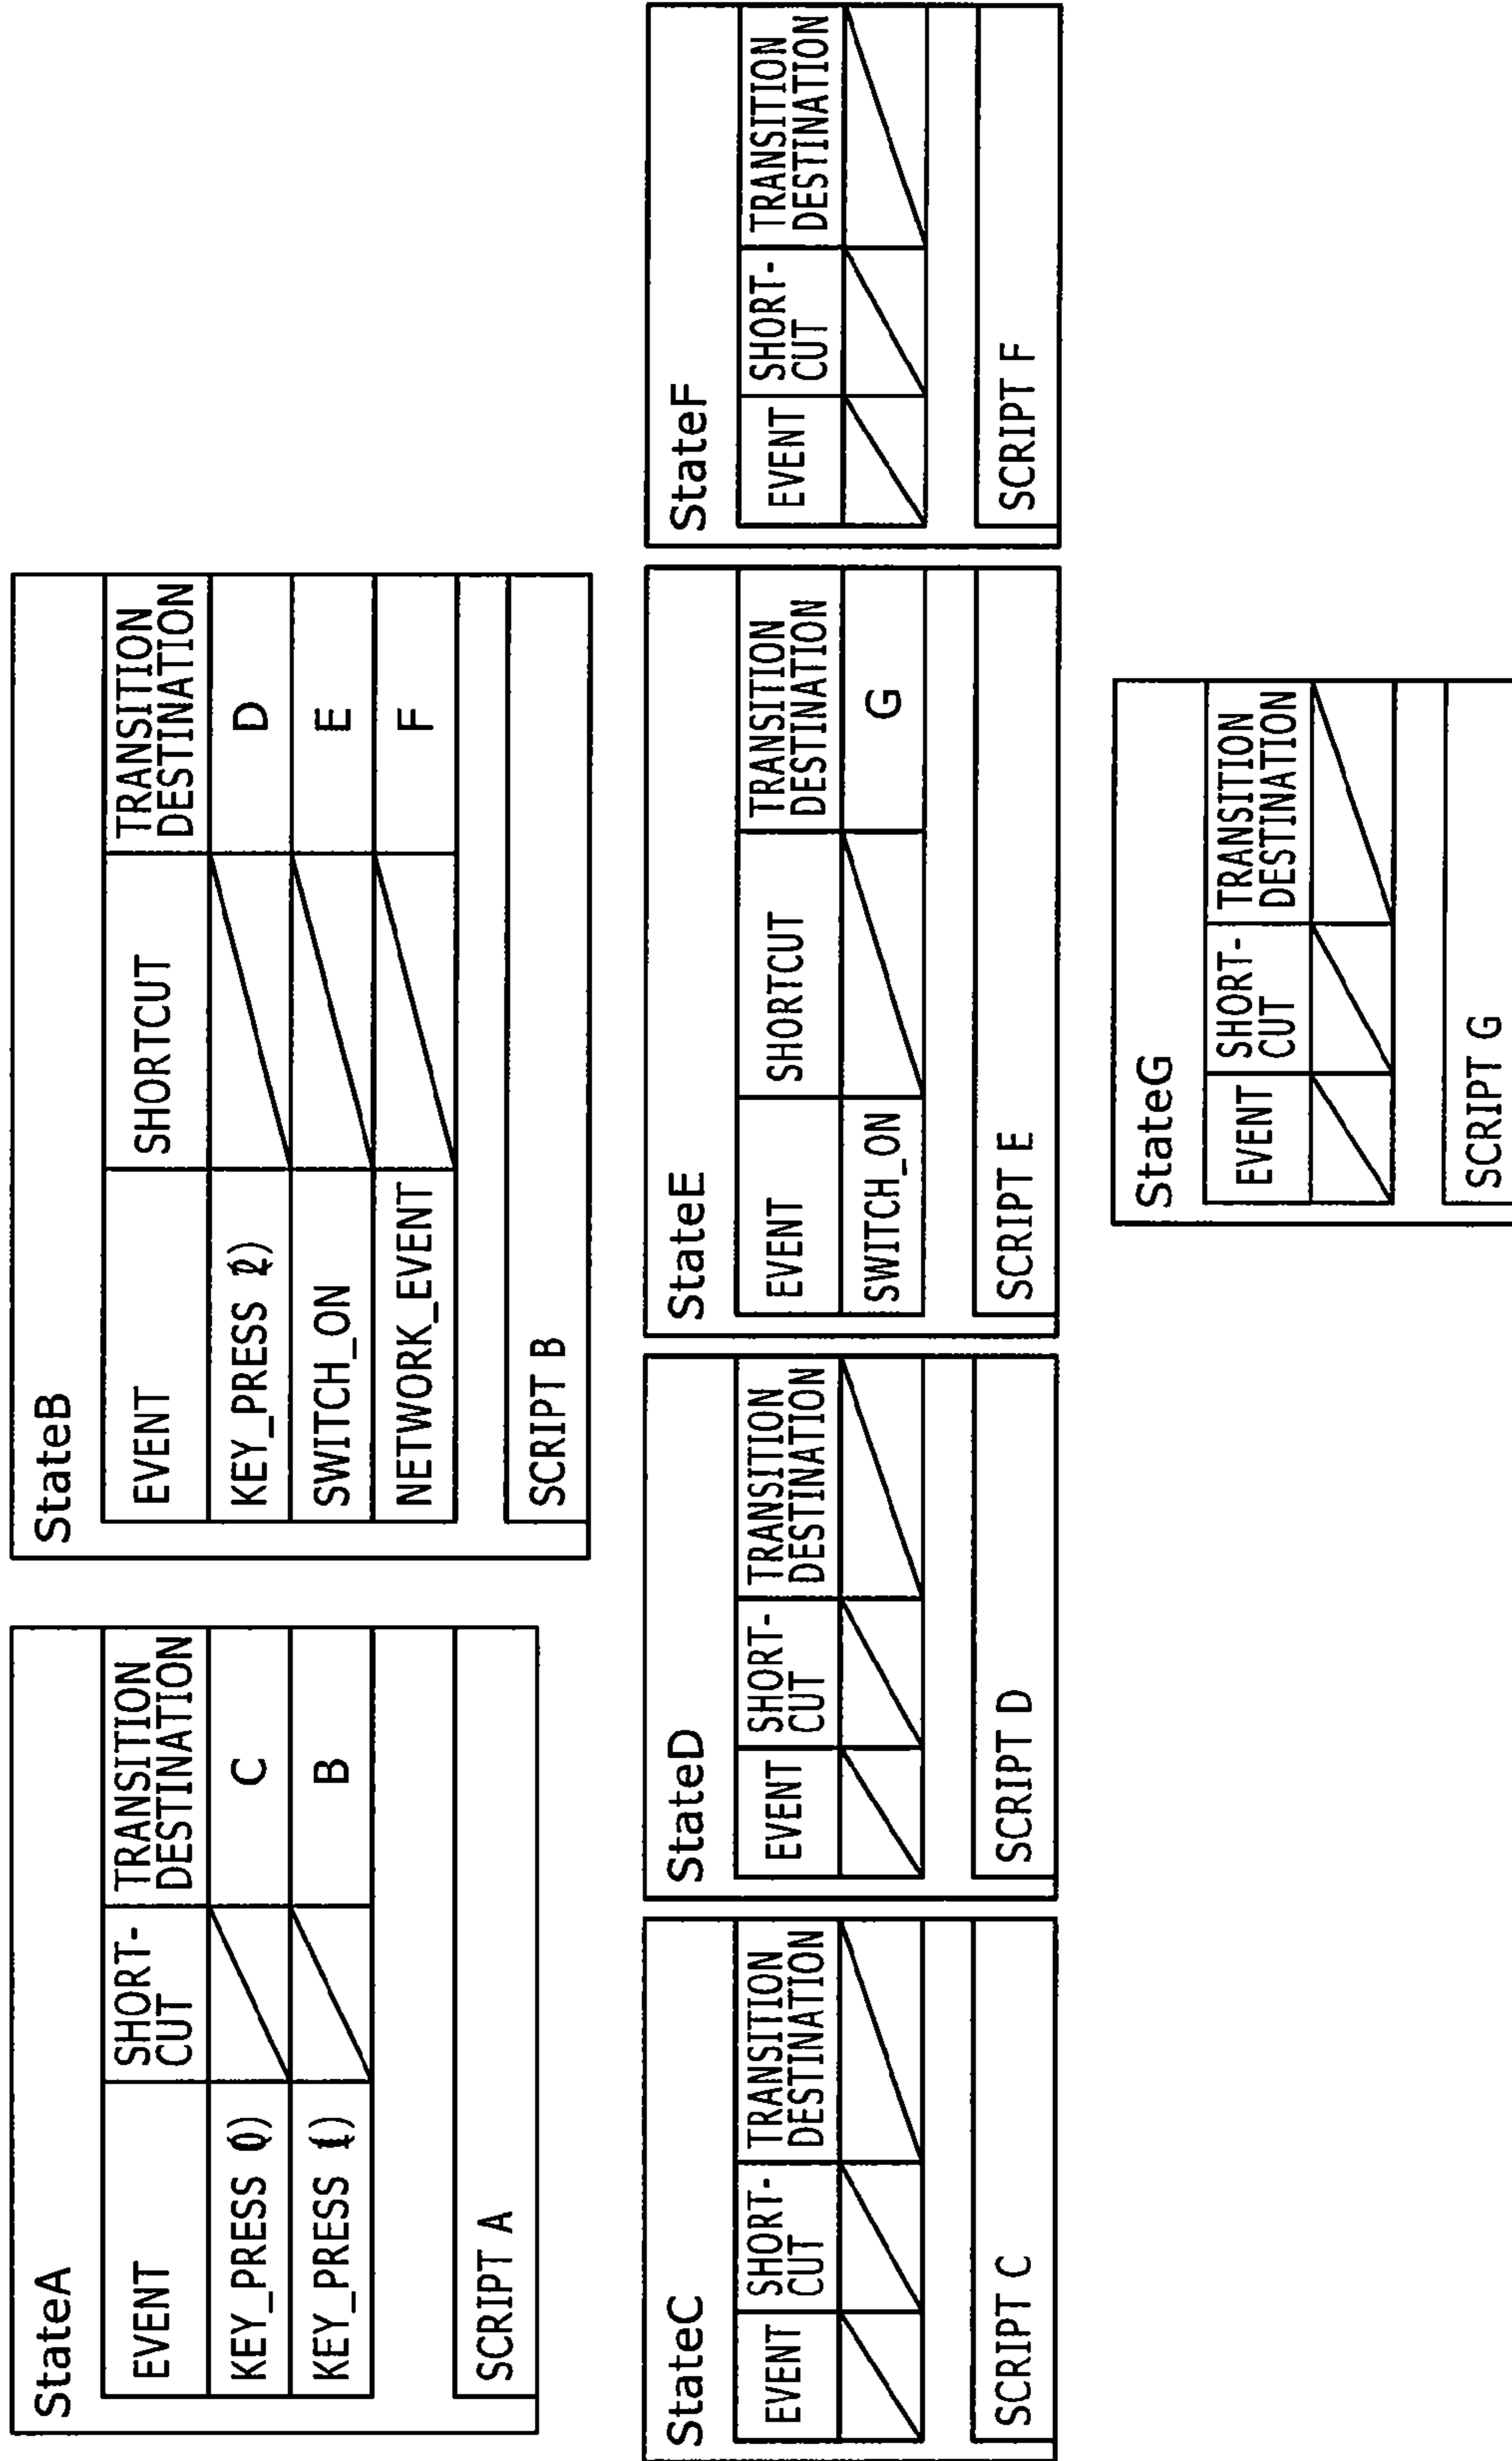 StateA
EVENT
SHORT-
CUT
TRANSITION
DESTINATION
KEY_PRESS (0)
C
KEY_PRESS (1)
B
SCRIPT A
StateB
EVENT
SHORTCUT
TRANSITION
DESTINATION
KEY_PRESS (2)
D
SWITCH_ON
E
NETWORK_EVENT
F
SCRIPT B
StateC
EVENT
SHORT-
CUT
TRANSITION
DESTINATION
SCRIPT C
StateD
EVENT
SHORT-
CUT
TRANSITION
DESTINATION
SCRIPT D
StateE
EVENT
SHORTCUT
TRANSITION
DESTINATION
SWITCH_ON
G
SCRIPT E
StateF
EVENT
SHORT-
CUT
TRANSITION
DESTINATION
SCRIPT F
StateG
EVENT
SHORT-
CUT
TRANSITION
DESTINATION
SCRIPT G